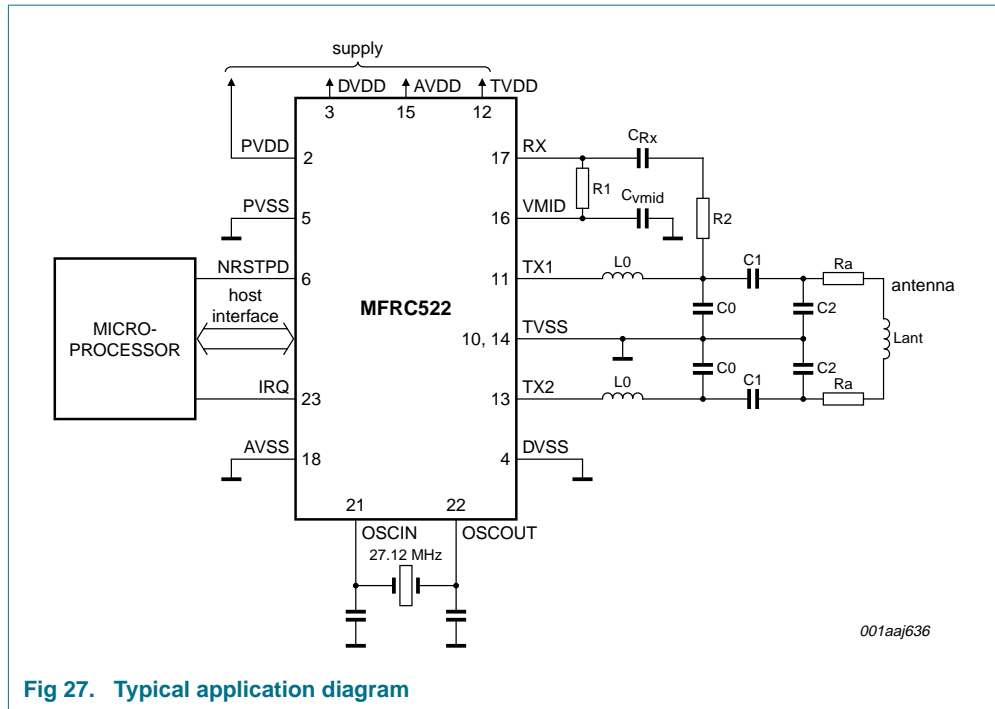 supply
DVDD AVDD TVDD
3 15 12
PVDD 2
17 RX
CRx
R1
PVSS 5
16 VMID
Cvmid
R2
NRSTPD 6
11 TX1
L0
C1
Ra
antenna
host
interface
MICRO-
PROCESSOR
MFRC522
C0
C2
10, 14 TVSS
Lant
C0
C2
IRQ 23
13 TX2
L0
C1
Ra
AVSS 18
4 DVSS
21 22
OSCIN OSCOUT
27.12 MHz
001aaj636
Fig 27. Typical application diagram